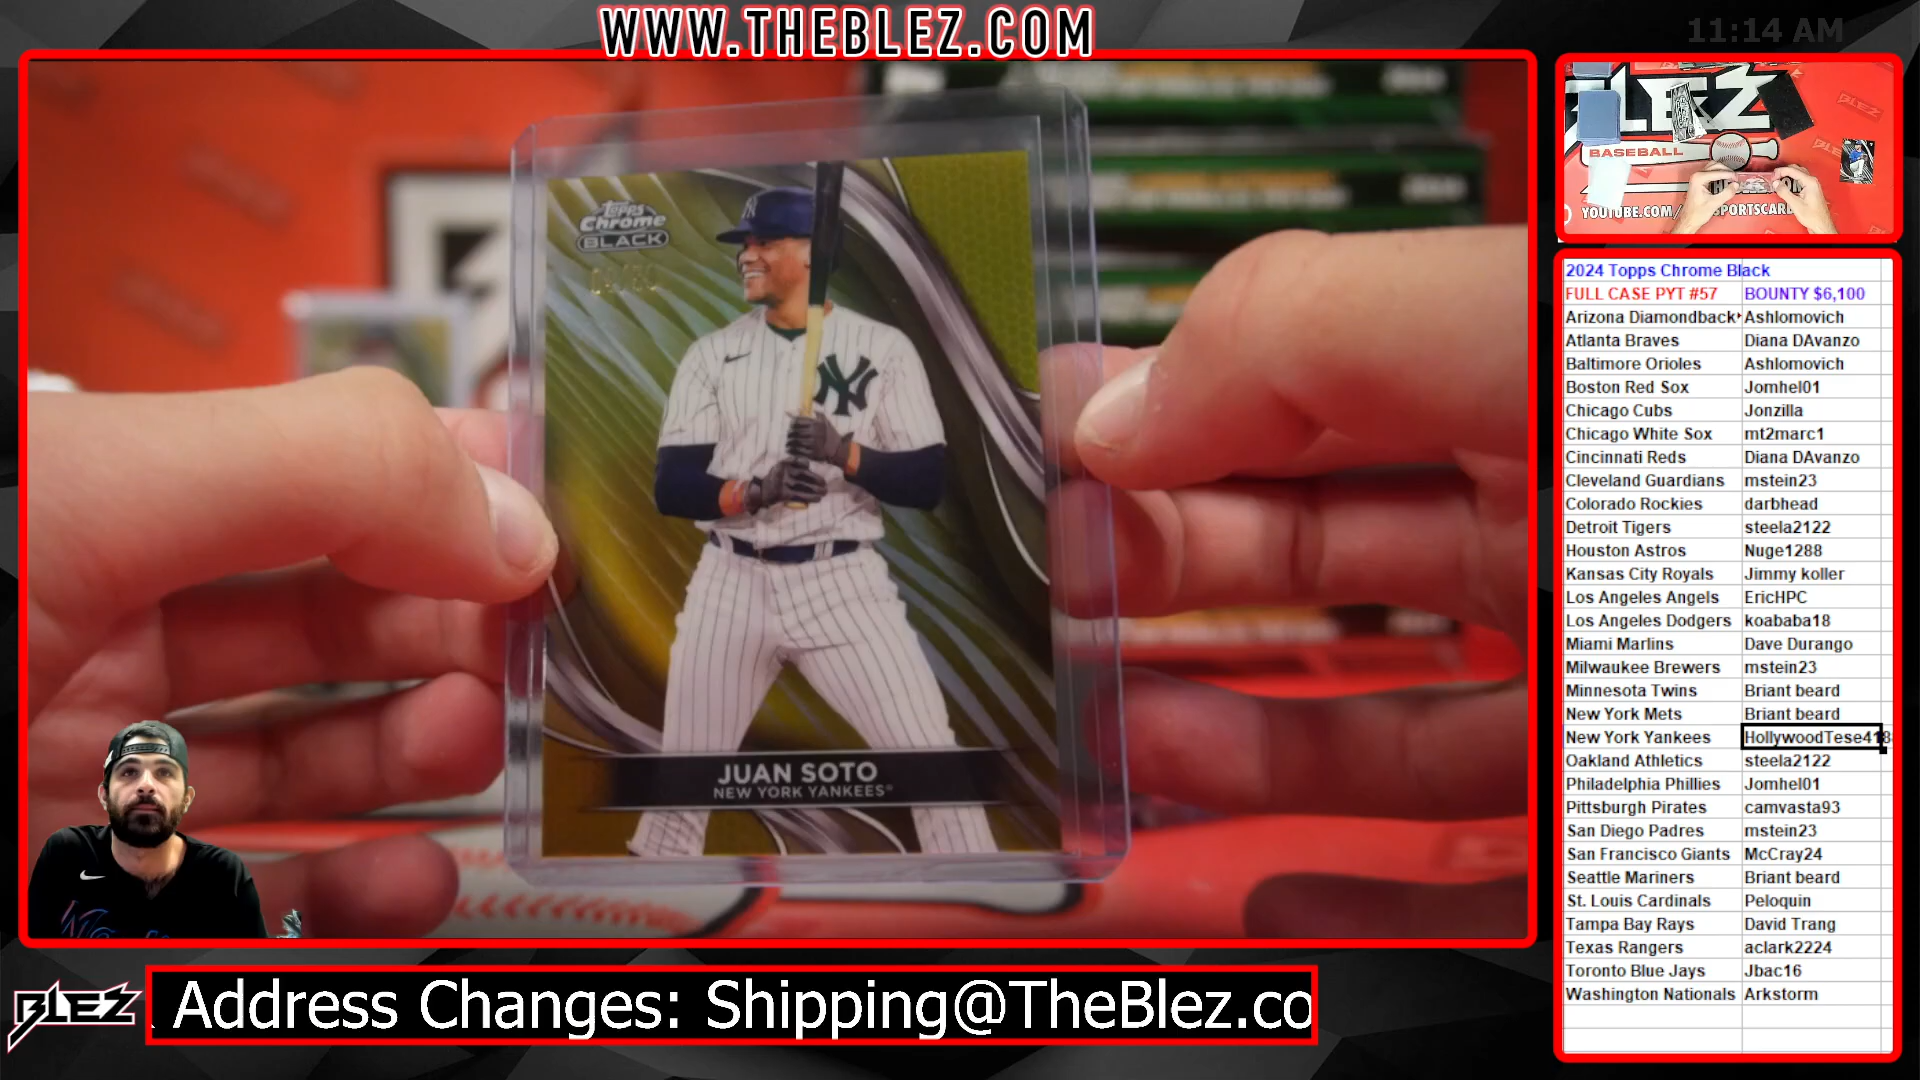 WWW.THEBLEZ.COM
11:14 AM
Topps
Chrome
BLACK
NY
JUAN SOTO
NEW YORK YANKEES®
BLEZ
BASEBALL
YOUTUBE.COM/
SPORTSCARD
2024 Topps Chrome Black
FULL CASE PYT #57 BOUNTY $6,100
Arizona Diamondback Ashlomovich
Atlanta Braves Diana DAvanzo
Baltimore Orioles Ashlomovich
Boston Red Sox Jomhel01
Chicago Cubs Jonzilla
Chicago White Sox mt2marc1
Cincinnati Reds Diana DAvanzo
Cleveland Guardians mstein23
Colorado Rockies darbhead
Detroit Tigers steela2122
Houston Astros Nuge1288
Kansas City Royals Jimmy koller
Los Angeles Angels EricHPC
Los Angeles Dodgers koababa18
Miami Marlins Dave Durango
Milwaukee Brewers mstein23
Minnesota Twins Briant beard
New York Mets Briant beard
New York Yankees HollywoodTese418
Oakland Athletics steela2122
Philadelphia Phillies Jomhel01
Pittsburgh Pirates camvasta93
San Diego Padres mstein23
San Francisco Giants McCray24
Seattle Mariners Briant beard
St. Louis Cardinals Peloquin
Tampa Bay Rays David Trang
Texas Rangers aclark2224
Toronto Blue Jays Jbac16
Washington Nationals Arkstorm
BLEZ
Address Changes: Shipping@TheBlez.co